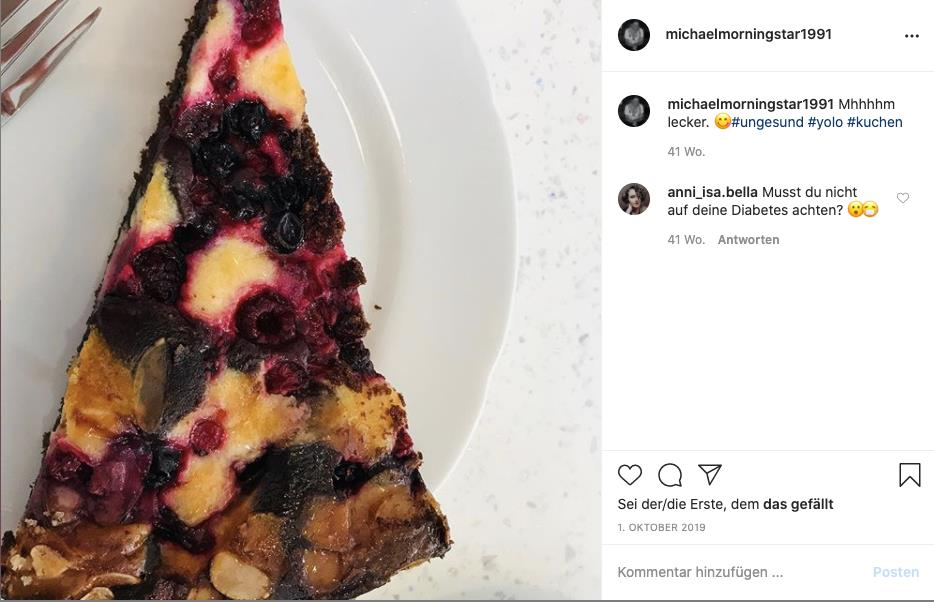 michaelmorningstar1991
michaelmorningstar1991 Mhhhhm
lecker. 😋#ungesund #yolo #kuchen
41 Wo.
anni_isa.bella Musst du nicht
auf deine Diabetes achten? 😮😷
41 Wo. Antworten
Sei der/die Erste, dem das gefällt
1. OKTOBER 2019
Kommentar hinzufügen ...
Posten